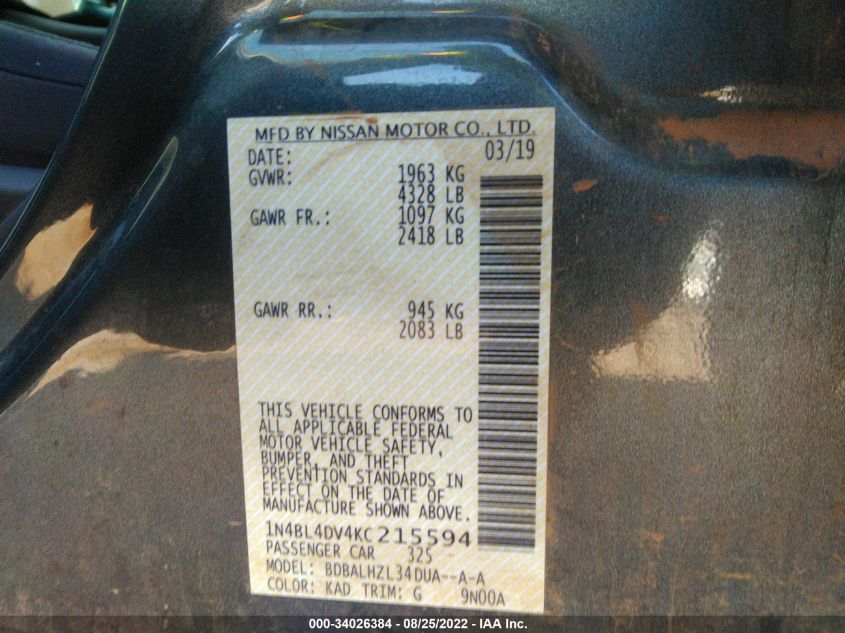 MFD BY NISSAN MOTOR CO., LTD.
DATE: 03/19
GVWR: 1963 KG
4328 LB
GAWR FR.: 1097 KG
2418 LB
GAWR RR.: 945 KG
2083 LB
THIS VEHICLE CONFORMS TO
ALL APPLICABLE FEDERAL
MOTOR VEHICLE SAFETY,
BUMPER, AND THEFT
PREVENTION STANDARDS IN
EFFECT ON THE DATE OF
MANUFACTURE SHOWN ABOVE.
1N4BL4DV4KC215594
PASSENGER CAR 325
MODEL: BDBALHZL34DUA--A-A
COLOR: KAD TRIM: G 9N00A
000-34026384 - 08/25/2022 - IAA Inc.